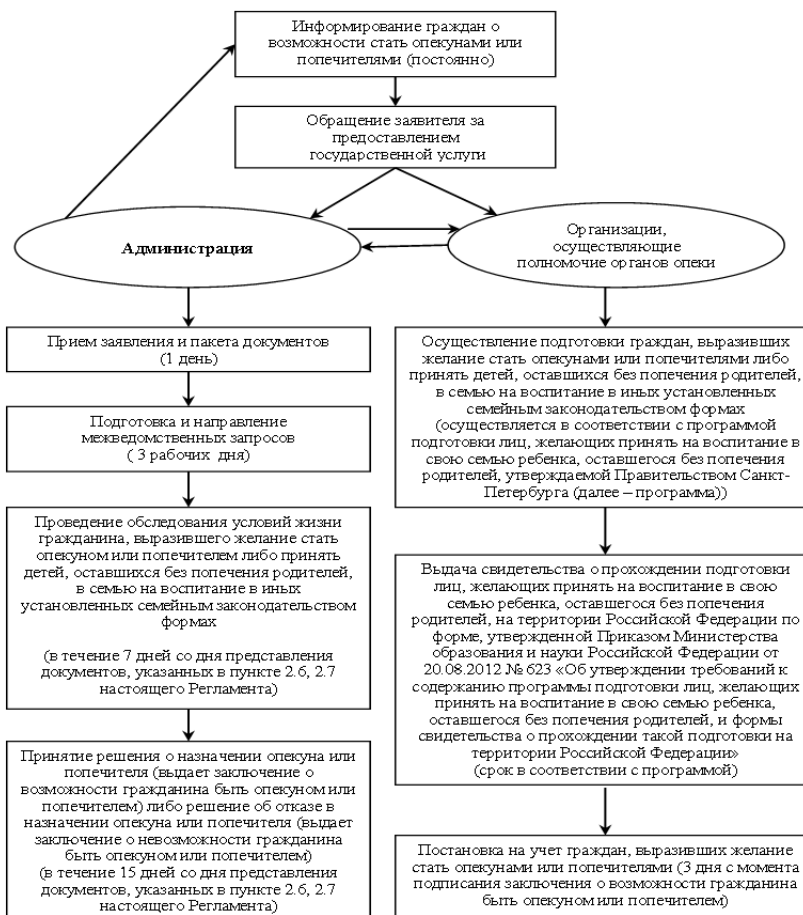 Информирование граждан о
возможности стать опекунами или
попечителями (постоянно)
Обращение заявителя за
предоставлением
государственной услуги
Администрация
Организации,
осуществляющие
полномочие органов опеки
Прием заявления и пакета документов
(1 день)
Подготовка и направление
межведомственных запросов
( 3 рабочих дня)
Проведение обследования условий жизни
гражданина, выразившего желание стать
опекуном или попечителем либо принять
детей, оставшихся без попечения родителей,
в семью на воспитание в иных
установленных семейным законодательством
формах
(в течение 7 дней со дня представления
документов, указанных в пункте 2.6, 2.7
настоящего Регламента)
Принятие решения о назначении опекуна или
попечителя (выдает заключение о
возможности гражданина быть опекуном или
попечителем) либо решение об отказе в
назначении опекуна или попечителя (выдает
заключение о невозможности гражданина
быть опекуном или попечителем)
(в течение 15 дней со дня представления
документов, указанных в пункте 2.6, 2.7
настоящего Регламента)
Осуществление подготовки граждан, выразивших
желание стать опекунами или попечителями либо
принять детей, оставшихся без попечения родителей,
в семью на воспитание в иных установленных
семейным законодательством формах
(осуществляется в соответствии с программой
подготовки лиц, желающих принять на воспитание в
свою семью ребенка, оставшегося без попечения
родителей, утверждаемой Правительством Санкт-
Петербурга (далее – программа))
Выдача свидетельства о прохождении подготовки
лиц, желающих принять на воспитание в свою
семью ребенка, оставшегося без попечения
родителей, на территории Российской Федерации по
форме, утвержденной Приказом Министерства
образования и науки Российской Федерации от
20.08.2012 № 623 «Об утверждении требований к
содержанию программы подготовки лиц, желающих
принять на воспитание в свою семью ребенка,
оставшегося без попечения родителей, и формы
свидетельства о прохождении такой подготовки на
территории Российской Федерации»
(срок в соответствии с программой)
Постановка на учет граждан, выразивших желание
стать опекунами или попечителями (3 дня с момента
подписания заключения о возможности гражданина
быть опекуном или попечителем)